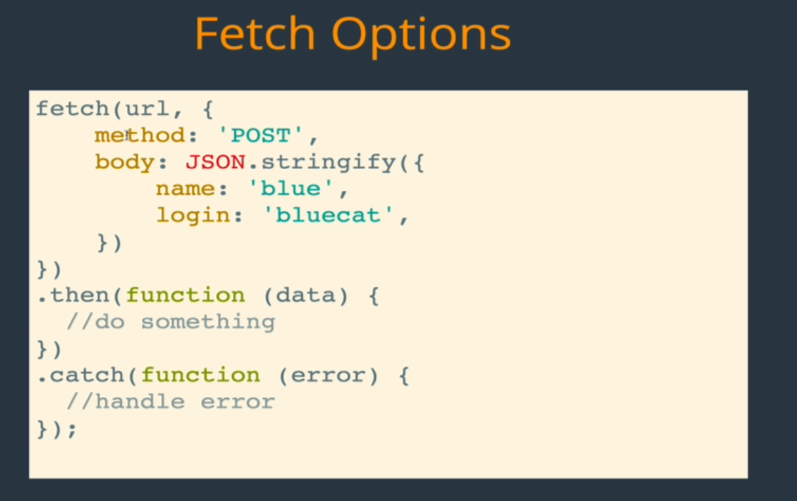 Fetch Options
fetch(url, {
    method: 'POST',
    body: JSON.stringify({
        name: 'blue',
        login: 'bluecat',
    })
})
.then(function (data) {
  //do something
})
.catch(function (error) {
  //handle error
});